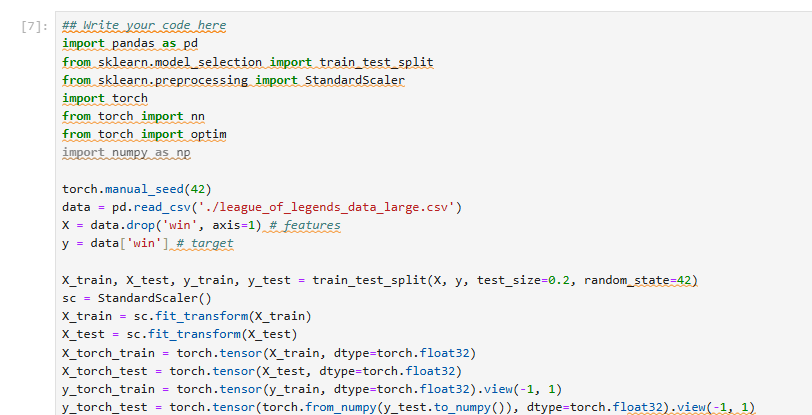 [7]: ## Write your code here
import pandas as pd
from sklearn.model_selection import train_test_split
from sklearn.preprocessing import StandardScaler
import torch
from torch import nn
from torch import optim
import numpy as np
torch.manual_seed(42)
data = pd.read_csv('./league_of_legends_data_large.csv')
X = data.drop('win', axis=1) # features
y = data['win'] # target
X_train, X_test, y_train, y_test = train_test_split(X, y, test_size=0.2, random_state=42)
sc = StandardScaler()
X_train = sc.fit_transform(X_train)
X_test = sc.fit_transform(X_test)
X_torch_train = torch.tensor(X_train, dtype=torch.float32)
X_torch_test = torch.tensor(X_test, dtype=torch.float32)
y_torch_train = torch.tensor(y_train, dtype=torch.float32).view(-1, 1)
y_torch_test = torch.tensor(torch.from_numpy(y_test.to_numpy()), dtype=torch.float32).view(-1, 1)